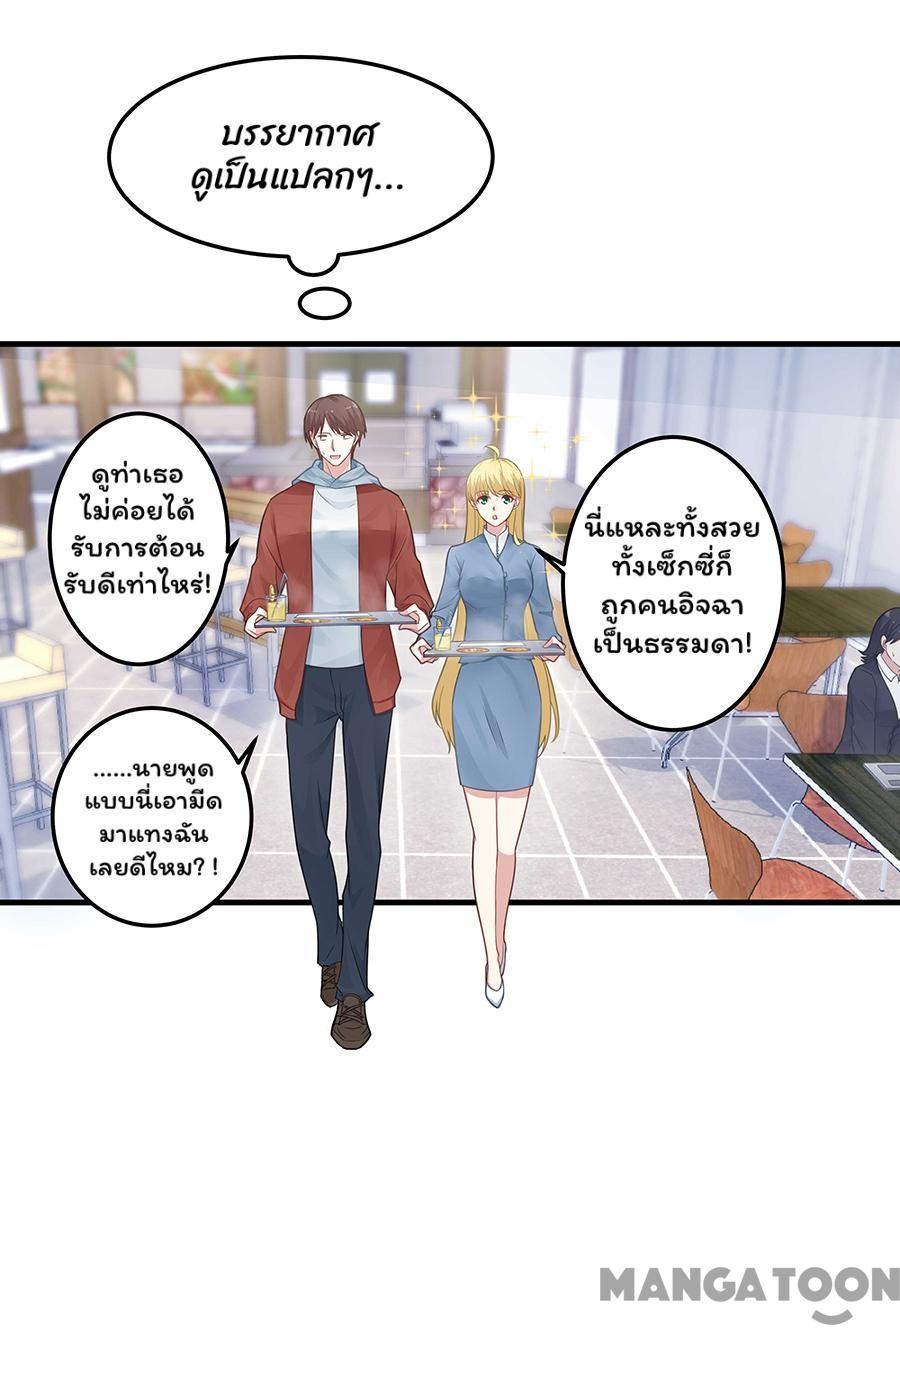 บรรยากาศ
ดูเป็นแปลกๆ...
ดูท่าเธอ
ไม่ค่อยได้
รับการต้อน
รับดีเท่าไหร่!
นี่แหละทั้งสวย
ทั้งเซ็กซี่ก็
ถูกคนอิจฉา
เป็นธรรมดา!
......นายพูด
แบบนี่เอามีด
มาแทงฉัน
เลยดีไหม?!
MANGA TOON